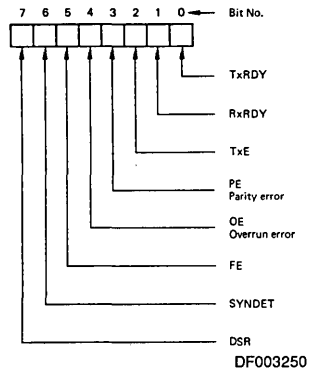 7 6 5 4 3 2 1 0 Bit No.
TxRDY
RxRDY
TxE
PE
Parity error
OE
Overrun error
FE
SYNDET
DSR
DF003250